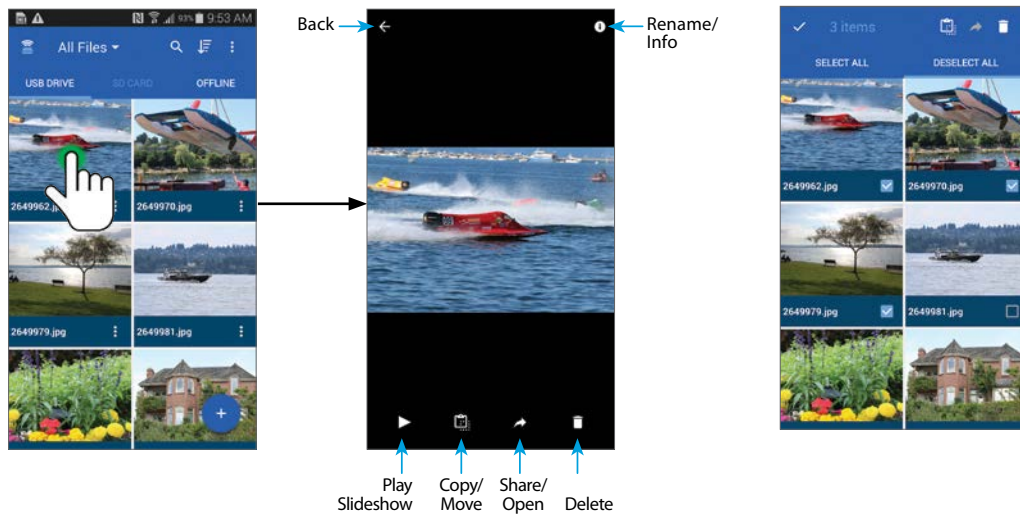 93% 9:53 AM
All Files
USB DRIVE SD CARD OFFLINE
2649962.j
2649970.jpg
2649979.jpg
2649981.jpg
+
Back
Rename/
Info
Play
Slideshow
Copy/
Move
Share/
Open
Delete
3 items
SELECT ALL DESELECT ALL
2649962.jpg
2649970.jpg
2649979.jpg
2649981.jpg